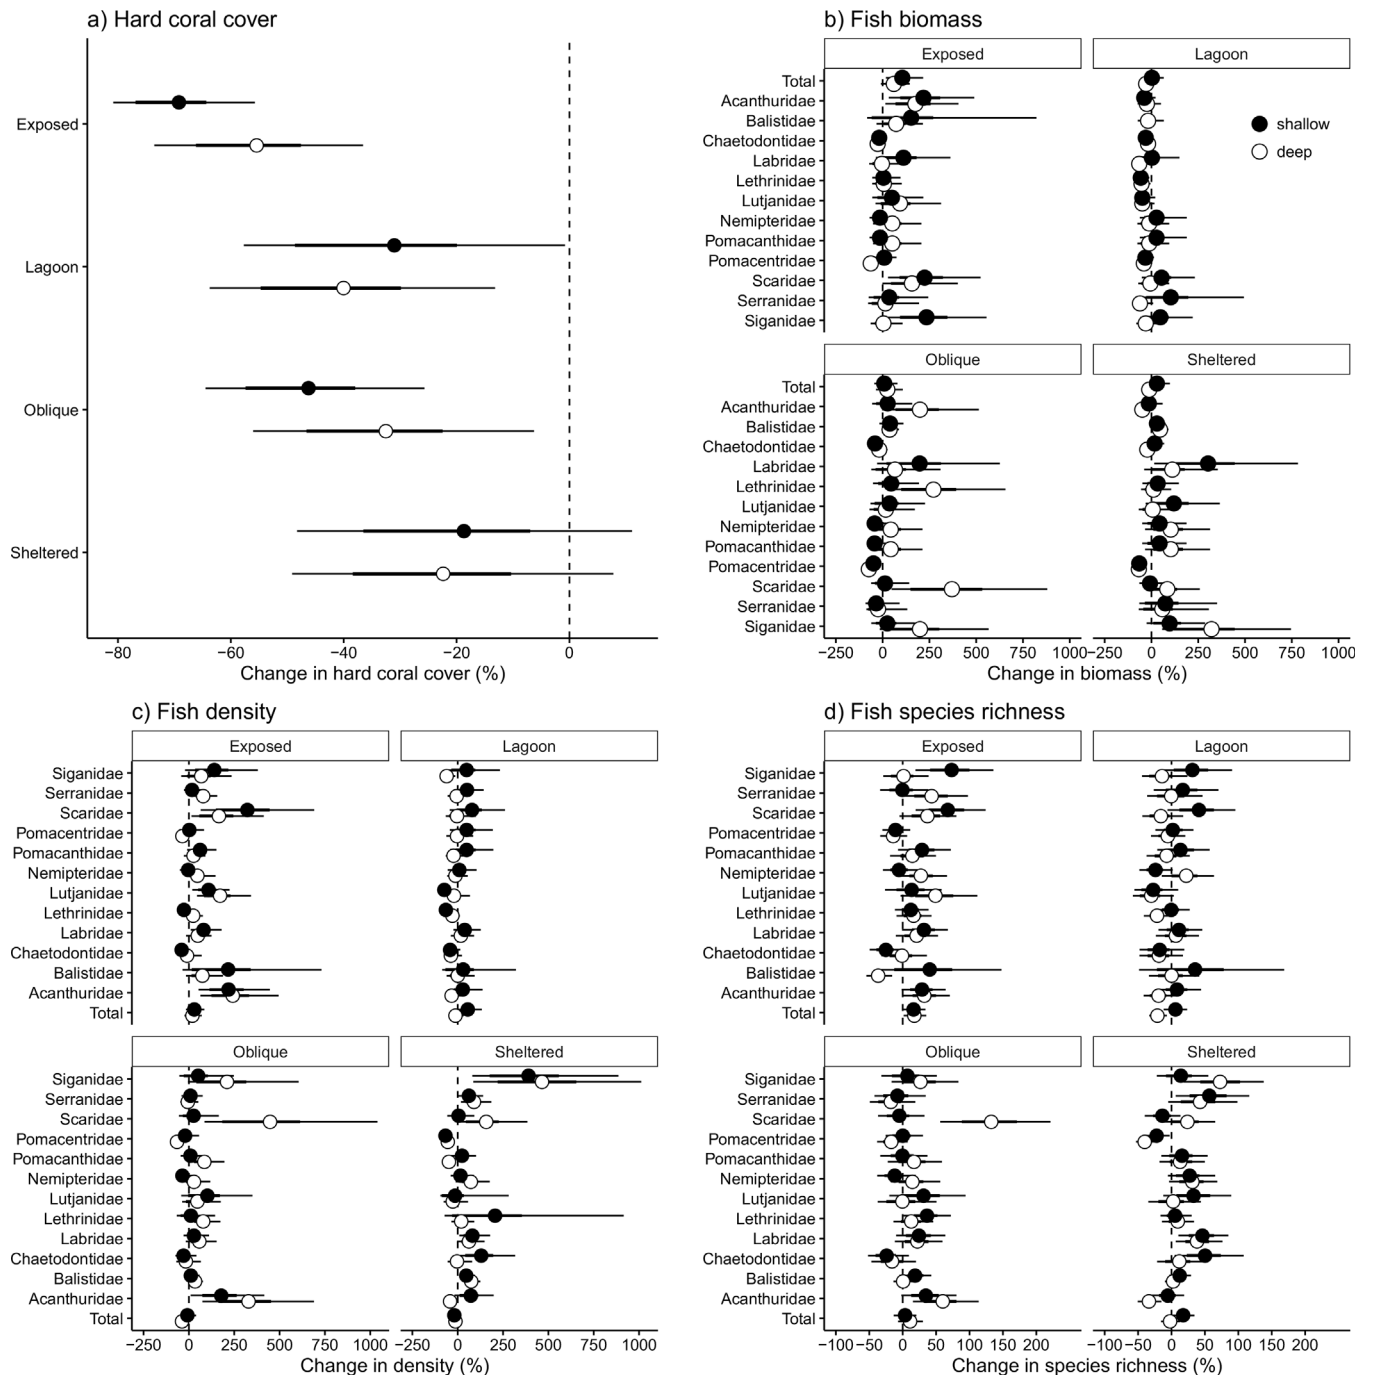 a) Hard coral cover
Exposed
Lagoon
Oblique
Sheltered
−80 −60 −40 −20 0
Change in hard coral cover (%)
b) Fish biomass
Exposed Lagoon
Total
Acanthuridae
Balistidae
Chaetodontidae
Labridae
Lethrinidae
Lutjanidae
Nemipteridae
Pomacanthidae
Pomacentridae
Scaridae
Serranidae
Siganidae
shallow
deep
Oblique Sheltered
Total
Acanthuridae
Balistidae
Chaetodontidae
Labridae
Lethrinidae
Lutjanidae
Nemipteridae
Pomacanthidae
Pomacentridae
Scaridae
Serranidae
Siganidae
−250 0 250 500 750 1000 −250 0 250 500 750 1000
Change in biomass (%)
c) Fish density
Exposed Lagoon
Siganidae
Serranidae
Scaridae
Pomacentridae
Pomacanthidae
Nemipteridae
Lutjanidae
Lethrinidae
Labridae
Chaetodontidae
Balistidae
Acanthuridae
Total
Oblique Sheltered
Siganidae
Serranidae
Scaridae
Pomacentridae
Pomacanthidae
Nemipteridae
Lutjanidae
Lethrinidae
Labridae
Chaetodontidae
Balistidae
Acanthuridae
Total
−250 0 250 500 750 1000 −250 0 250 500 750 1000
Change in density (%)
d) Fish species richness
Exposed Lagoon
Siganidae
Serranidae
Scaridae
Pomacentridae
Pomacanthidae
Nemipteridae
Lutjanidae
Lethrinidae
Labridae
Chaetodontidae
Balistidae
Acanthuridae
Total
Oblique Sheltered
Siganidae
Serranidae
Scaridae
Pomacentridae
Pomacanthidae
Nemipteridae
Lutjanidae
Lethrinidae
Labridae
Chaetodontidae
Balistidae
Acanthuridae
Total
−100 −50 0 50 100 150 200 −100 −50 0 50 100 150 200
Change in species richness (%)